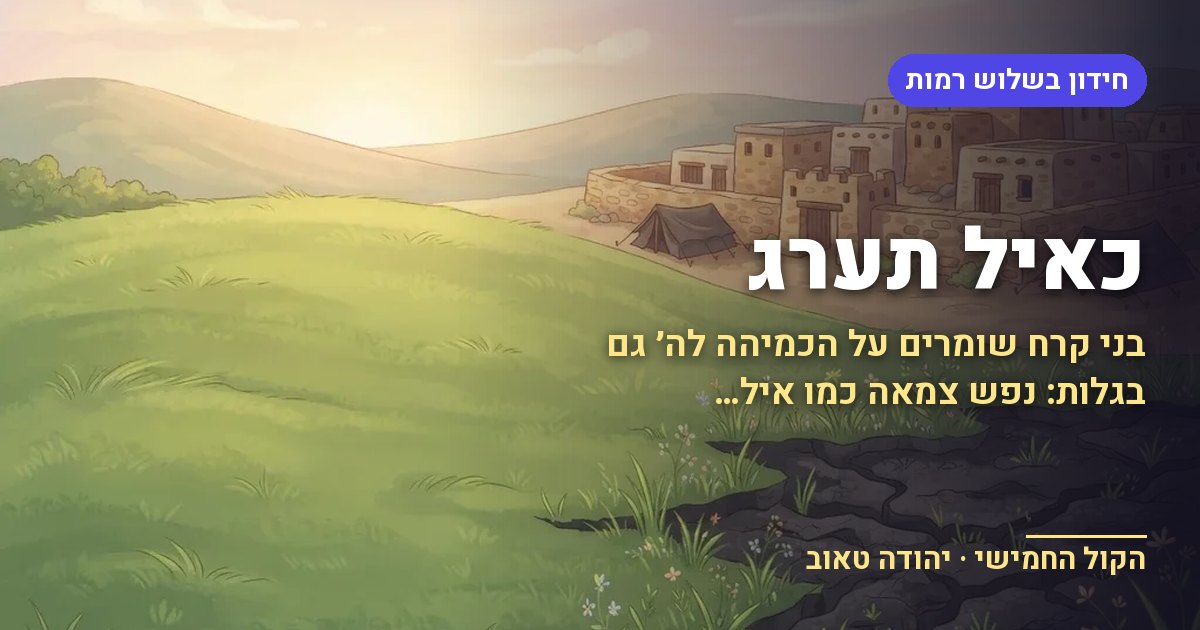 חידון בשלוש רמות
כאיל תערג
בני קרח שומרים על הכמיהה לה׳ גם
בגלות: נפש צמאה כמו איל...
הקול החמישי · יהודה טאוב